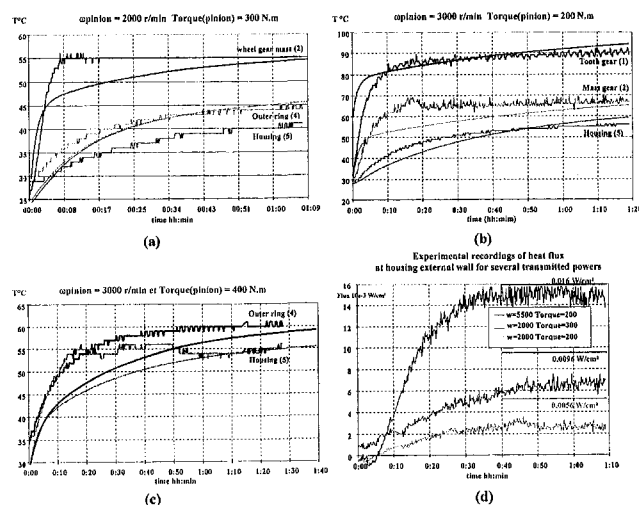 ωpinion = 2000 r/min Torque(pinion) = 300 N.m
T°C
wheel gear mass (2)
Outer ring (4)
Housing (5)
60
55
50
45
40
35
30
25
00:00 00:08 00:17 00:26 00:34 00:43 00:51 01:00 01:09
time hh:min
(a)
ωpinion = 3000 r/min Torque(pinion) = 200 N.m
T°C
Tooth gear (1)
Mass gear (2)
Housing (5)
120
110
100
90
80
70
60
50
40
30
20
0:00 0:10 0:20 0:30 0:40 0:50 1:00 1:10 1:20
time (hh:mim)
(b)
ωpinion = 3000 r/min et Torque(pinion) = 400 N.m
T°C
Outer ring (4)
Housing (5)
65
60
55
50
45
40
35
30
0:00 0:10 0:20 0:30 0:40 0:50 1:00 1:10 1:20 1:30 1:40
time hh:min
(c)
Experimental recordings of heat flux
at housing external wall for several transmitted powers
0.016 W/cm²
Flux 10e-3 W/cm²
w=5500 Torque=200
w=2000 Torque=300
w=2000 Torque=200
0.0096 W/cm²
0.0056 W/cm²
16
14
12
10
8
6
4
2
0
0:00 0:10 0:20 0:30 0:40 0:50 1:00 1:10
time hh:min
(d)